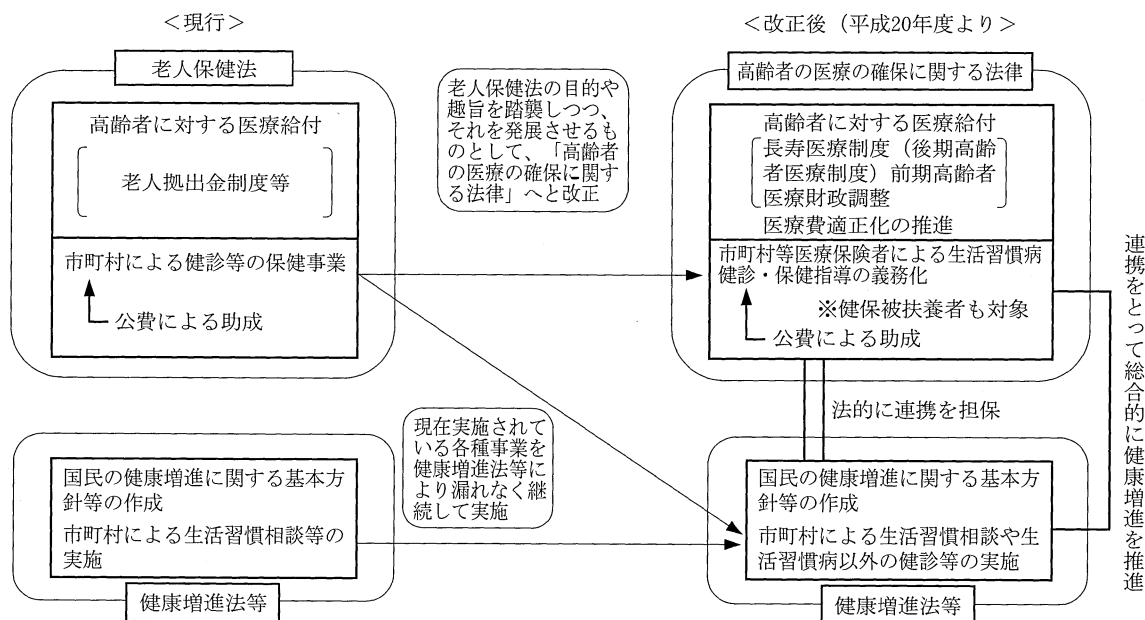 ＜現行＞
老人保健法
高齢者に対する医療給付
老人拠出金制度等
市町村による健診等の保健事業
公費による助成
国民の健康増進に関する基本方
針等の作成
市町村による生活習慣相談等の
実施
健康増進法等
老人保健法の目的や
趣旨を踏襲しつつ、
それを発展させるも
のとして、「高齢者
の医療の確保に関す
る法律」へと改正
現在実施されて
いる各種事業を
健康増進法等に
より漏れなく継
続して実施
＜改正後（平成20年度より＞
高齢者の医療の確保に関する法律
高齢者に対する医療給付
長寿医療制度（後期高齢
者医療制度）前期高齢者
医療財政調整
医療費適正化の推進
市町村等医療保険者による生活習慣病
健診・保健指導の義務化
※健保被扶養者も対象
公費による助成
法的に連携を担保
国民の健康増進に関する基本方
針等の作成
市町村による生活習慣相談や生
活習慣病以外の健診等の実施
健康増進法等
連携をとって総合的に健康増進を推進